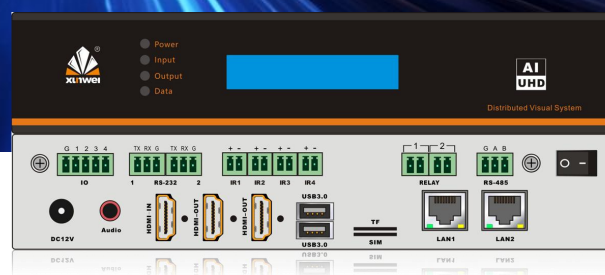 Power
®
Input
XUNWEI
Output
Data
AI
UHD
Distributed Visual System
G 1 2 3 4
TX RX G TX RX G
+ - + - + - + -
1 2
G A B
IO
1 RS-232 2
IR1 IR2 IR3 IR4
RELAY
RS-485
O -
DC12V
Audio
HDMI-IN
HDMI-OUT
HDMI-OUT
USB3.0
USB3.0
TF
SIM
LAN1
LAN2